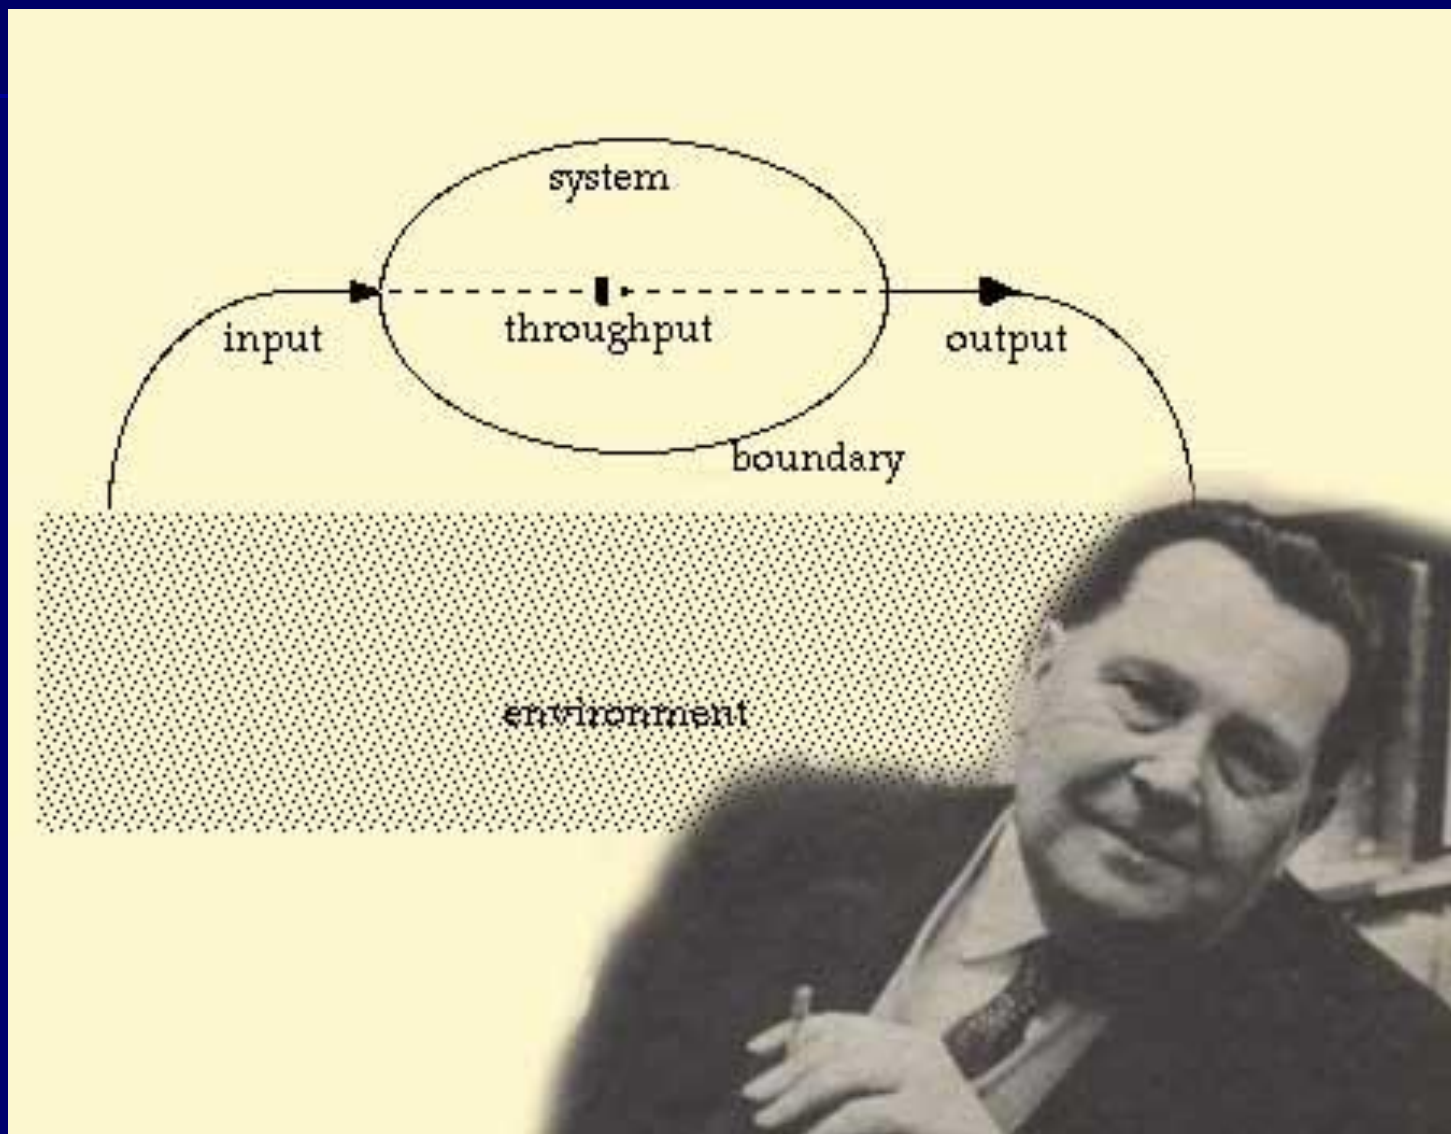 system
input
throughput
output
boundary
environment